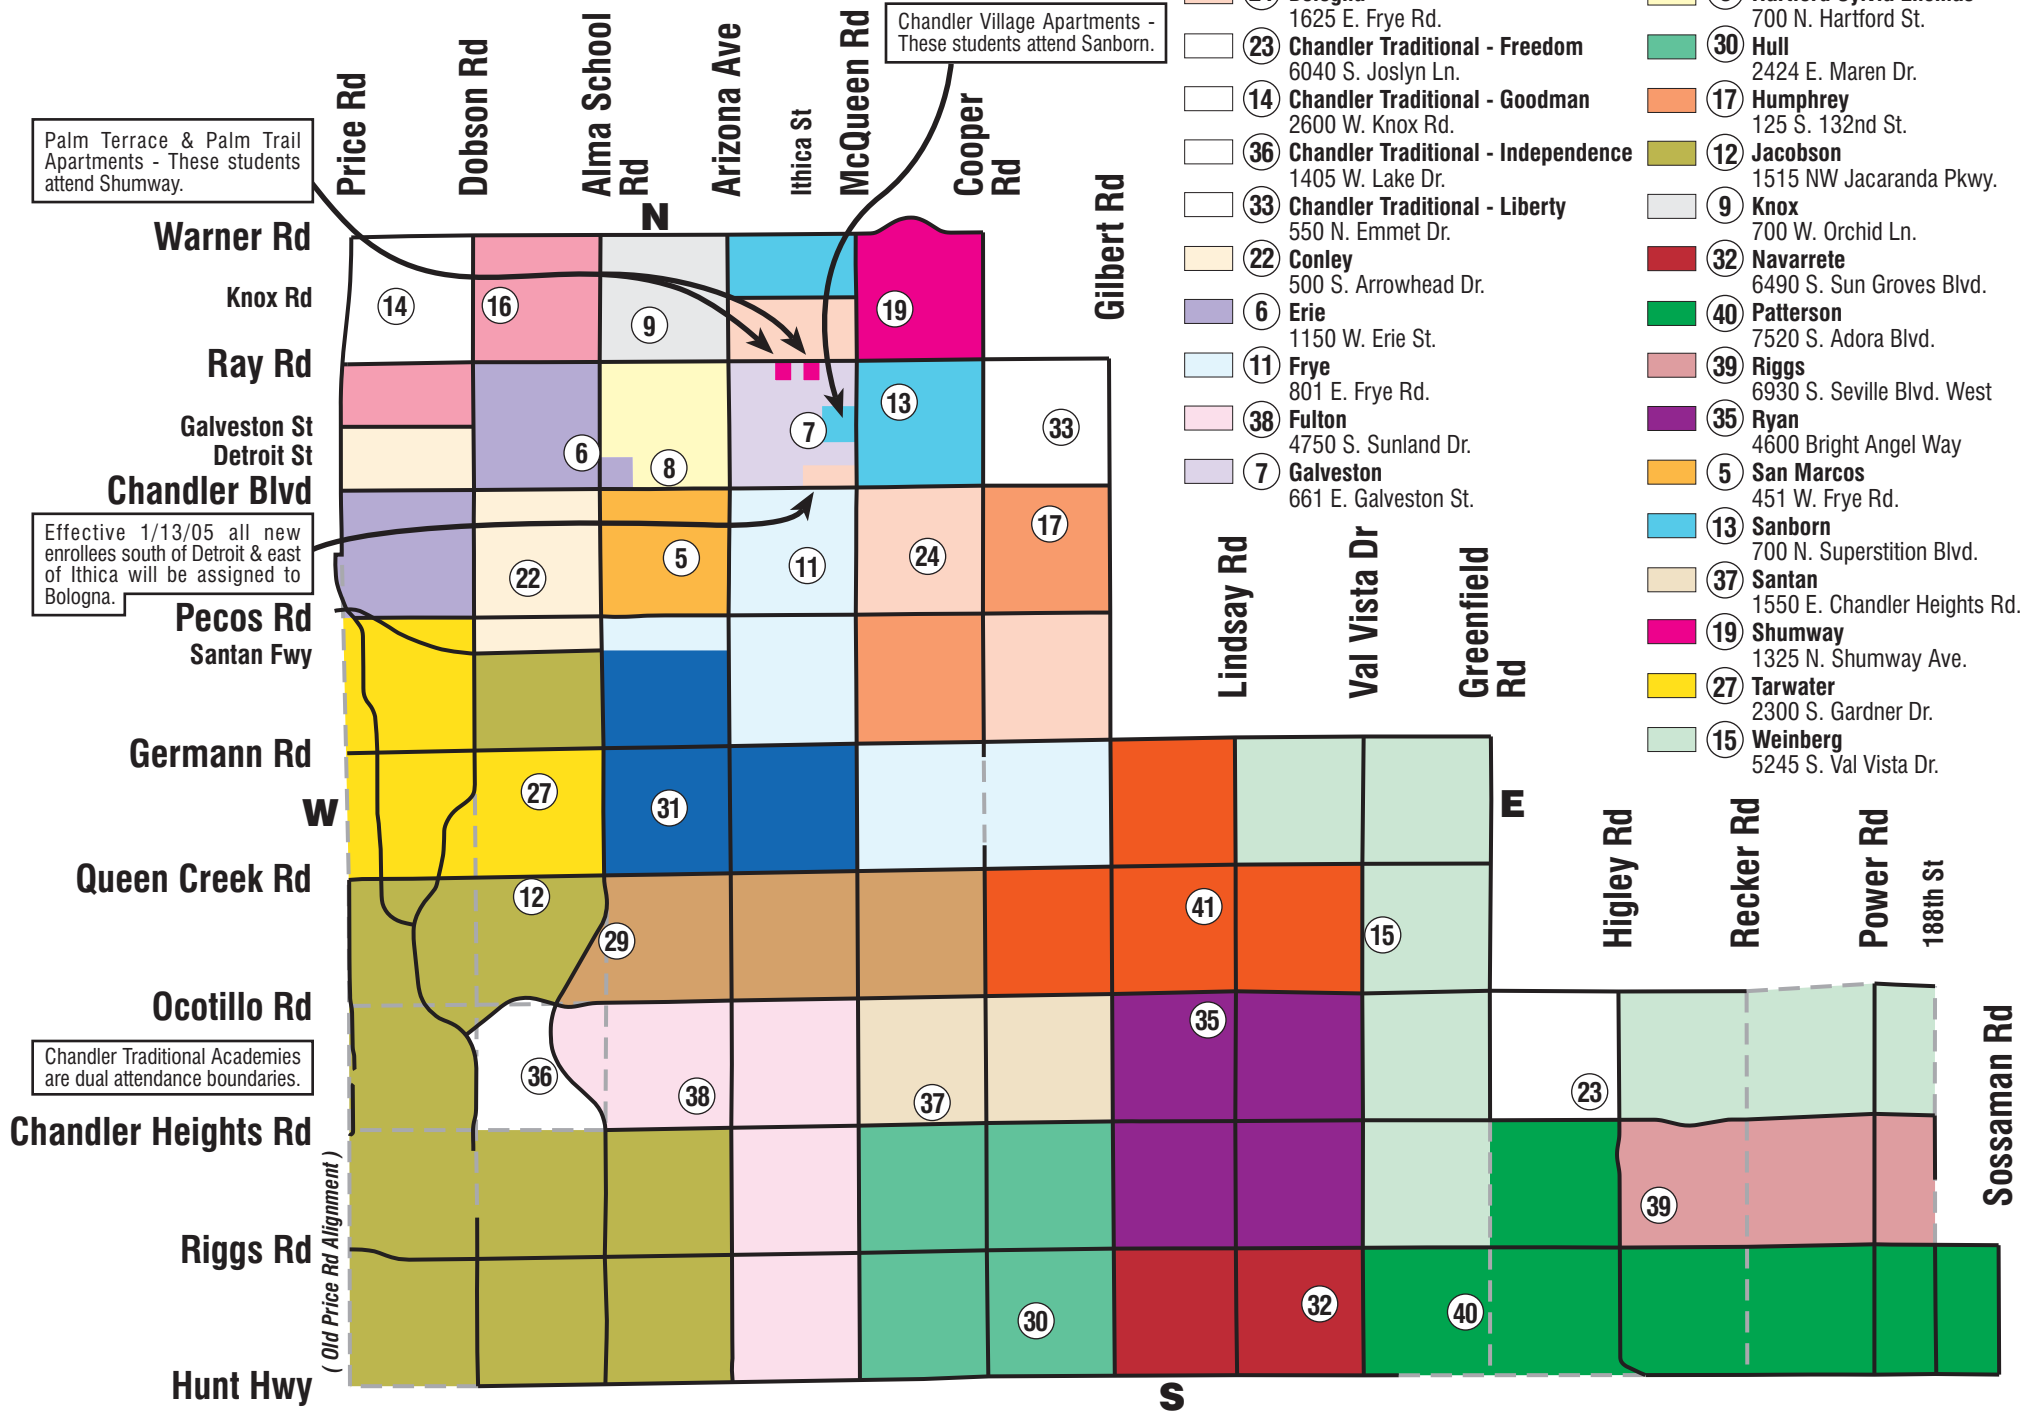 Bologna
1625 E. Frye Rd.
23 Chandler Traditional - Freedom
6040 S. Joslyn Ln.
14 Chandler Traditional - Goodman
2600 W. Knox Rd.
36 Chandler Traditional - Independence
1405 W. Lake Dr.
33 Chandler Traditional - Liberty
550 N. Emmet Dr.
22 Conley
500 S. Arrowhead Dr.
6 Erie
1150 W. Erie St.
11 Frye
801 E. Frye Rd.
38 Fulton
4750 S. Sunland Dr.
7 Galveston
661 E. Galveston St.
700 N. Hartford St.
30 Hull
2424 E. Maren Dr.
17 Humphrey
125 S. 132nd St.
12 Jacobson
1515 NW Jacaranda Pkwy.
9 Knox
700 W. Orchid Ln.
32 Navarrete
6490 S. Sun Groves Blvd.
40 Patterson
7520 S. Adora Blvd.
39 Riggs
6930 S. Seville Blvd. West
35 Ryan
4600 Bright Angel Way
5 San Marcos
451 W. Frye Rd.
13 Sanborn
700 N. Superstition Blvd.
37 Santan
1550 E. Chandler Heights Rd.
19 Shumway
1325 N. Shumway Ave.
27 Tarwater
2300 S. Gardner Dr.
15 Weinberg
5245 S. Val Vista Dr.
Chandler Village Apartments -
These students attend Sanborn.
Palm Terrace & Palm Trail
Apartments - These students
attend Shumway.
Price Rd
Dobson Rd
Alma School
Rd
Arizona Ave
Ithica St
McQueen Rd
Cooper
Rd
Gilbert Rd
Lindsay Rd
Val Vista Dr
Greenfield
Rd
Higley Rd
Recker Rd
Power Rd
188th St
Sossaman Rd
N
Warner Rd
Knox Rd
Ray Rd
Galveston St
Detroit St
Chandler Blvd
Effective 1/13/05 all new
enrollees south of Detroit & east
of Ithica will be assigned to
Bologna.
Pecos Rd
Santan Fwy
Germann Rd
W
E
Queen Creek Rd
Ocotillo Rd
Chandler Traditional Academies
are dual attendance boundaries.
Chandler Heights Rd
Riggs Rd
( Old Price Rd Alignment )
Hunt Hwy
S
14
16
9
19
6
8
7
13
33
22
5
11
24
17
27
31
12
29
41
15
36
38
37
35
23
39
30
32
40